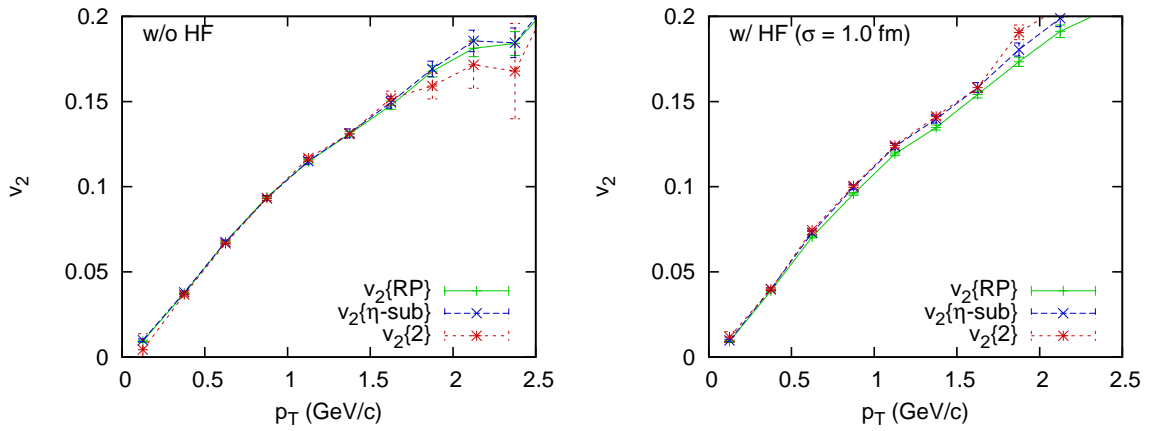 w/o HF
v₂
0.2
0.15
0.1
0.05
0
v₂{RP}
v₂{η-sub}
v₂{2}
0 0.5 1 1.5 2 2.5
p_T (GeV/c)
w/ HF (σ = 1.0 fm)
v₂
0.2
0.15
0.1
0.05
0
v₂{RP}
v₂{η-sub}
v₂{2}
0 0.5 1 1.5 2 2.5
p_T (GeV/c)